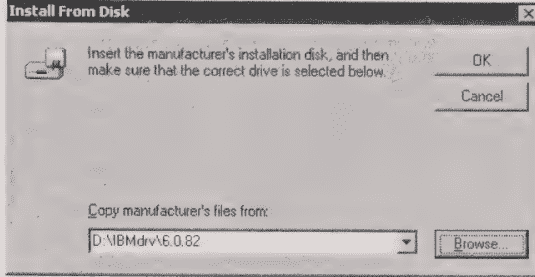 Install From Disk
Insert the manufacturer's installation disk, and then
make sure that the correct drive is selected below.
OK
Cancel
Copy manufacturer's files from:
D:\IBMdrv\6.0.82
Browse...